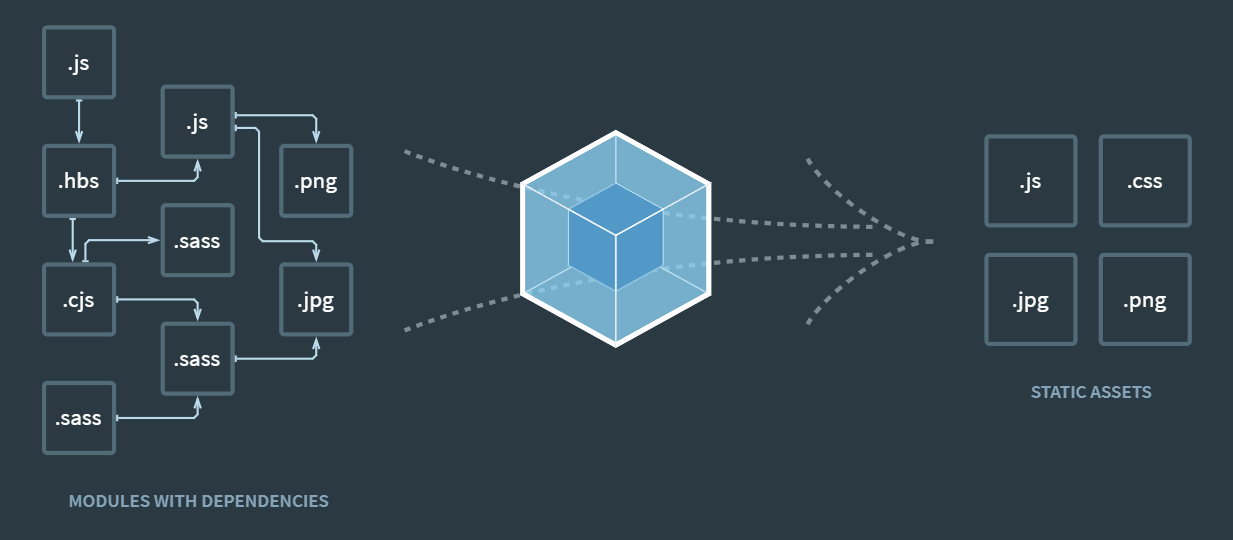 .js
.js
.hbs
.png
.sass
.cjs
.jpg
.sass
.sass
MODULES WITH DEPENDENCIES
.js
.css
.jpg
.png
STATIC ASSETS